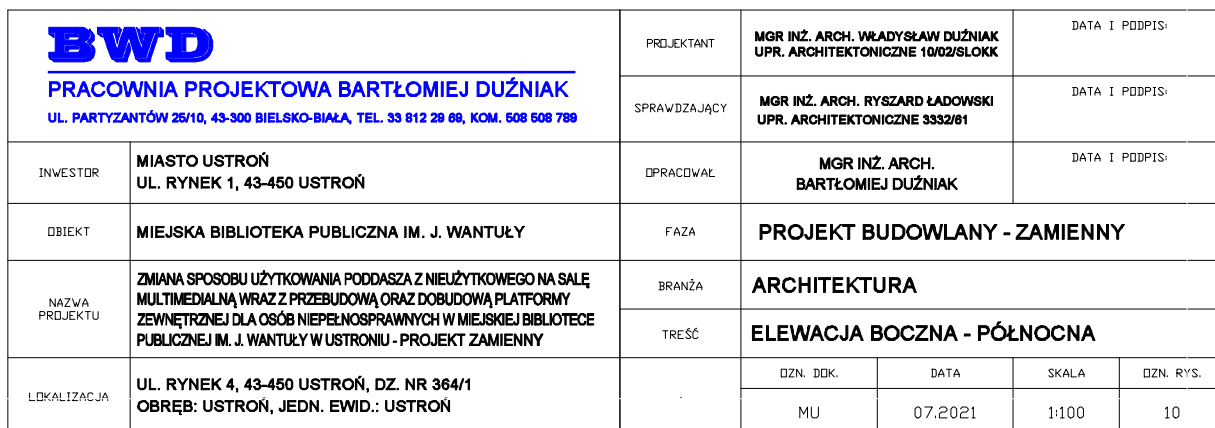 BWD
PRACOWNIA PROJEKTOWA BARTŁOMIEJ DUŹNIAK
UL. PARTYZANTÓW 25/10, 43-300 BIELSKO-BIAŁA, TEL. 33 812 29 69, KOM. 508 508 789
INWESTOR
MIASTO USTROŃ
UL. RYNEK 1, 43-450 USTROŃ
OBIEKT
MIEJSKA BIBLIOTEKA PUBLICZNA IM. J. WANTUŁY
NAZWA
PROJEKTU
ZMIANA SPOSOBU UŻYTKOWANIA PODDASZA Z NIEUŻYTKOWEGO NA SALĘ
MULTIMEDIALNĄ WRAZ Z PRZEBUDOWĄ ORAZ DOBUDOWĄ PLATFORMY
ZEWNĘTRZNEJ DLA OSÓB NIEPEŁNOSPRAWNYCH W MIEJSKIEJ BIBLIOTECE
PUBLICZNEJ IM. J. WANTUŁY W USTRONIU - PROJEKT ZAMIENNY
LOKALIZACJA
UL. RYNEK 4, 43-450 USTROŃ, DZ. NR 364/1
OBRĘB: USTROŃ, JEDN. EWID.: USTROŃ
PROJEKTANT
MGR INŻ. ARCH. WŁADYSŁAW DUŹNIAK
UPR. ARCHITEKTONICZNE 10/02/SLOKK
DATA I PODPIS:
SPRAWDZAJĄCY
MGR INŻ. ARCH. RYSZARD ŁADOWSKI
UPR. ARCHITEKTONICZNE 3332/61
DATA I PODPIS:
OPRACOWAŁ
MGR INŻ. ARCH.
BARTŁOMIEJ DUŹNIAK
DATA I PODPIS:
FAZA
PROJEKT BUDOWLANY - ZAMIENNY
BRANŻA
ARCHITEKTURA
TREŚĆ
ELEWACJA BOCZNA - PÓŁNOCNA
OZN. DOK.
DATA
SKALA
OZN. RYS.
MU
07.2021
1:100
10